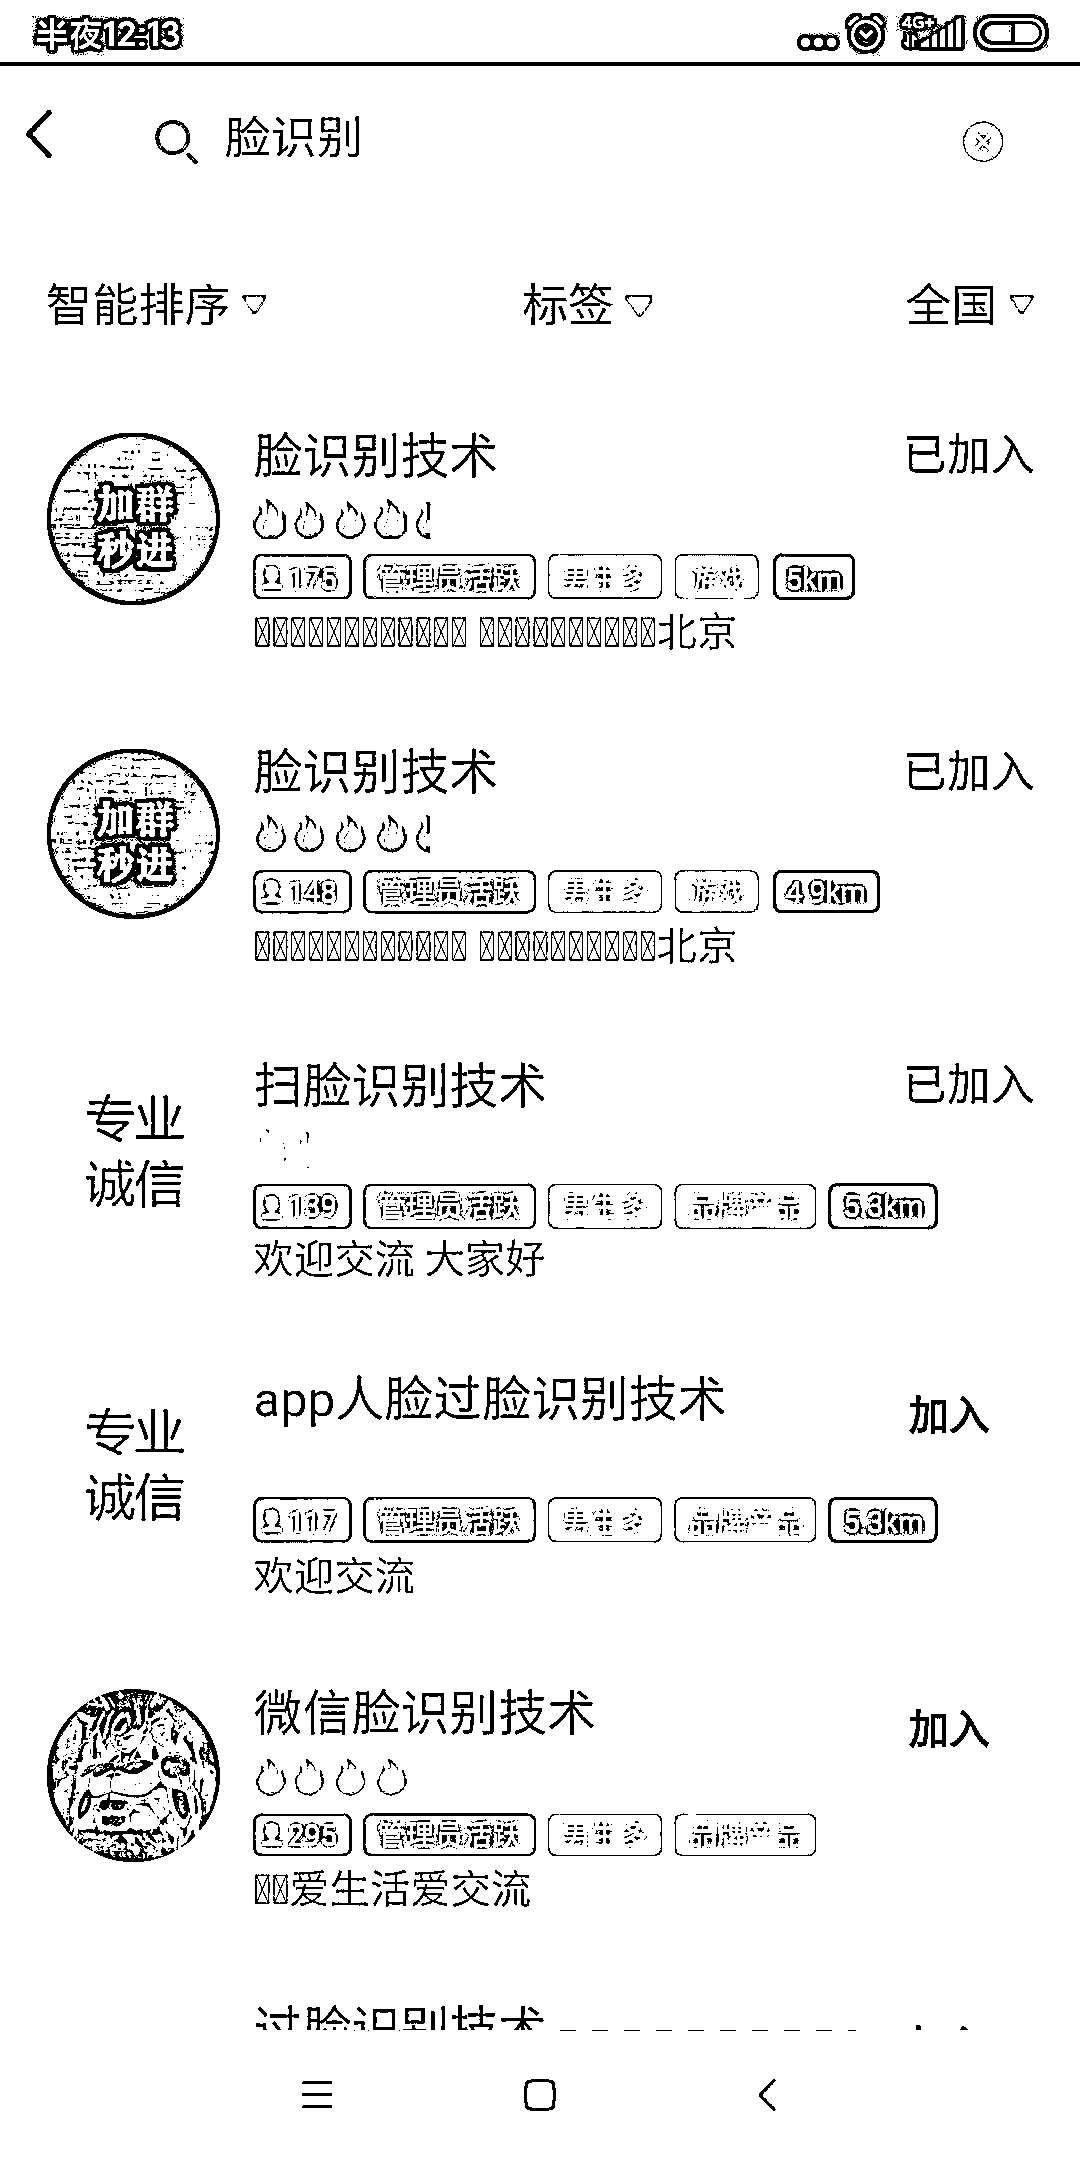 半夜12:13
4G+
脸识别
智能排序 标签 全国
加群
秒进
脸识别技术 已加入
175 管理员活跃 男生多 游戏 5km
北京
加群
秒进
脸识别技术 已加入
148 管理员活跃 男生多 游戏 4.9km
北京
专业
诚信
扫脸识别技术 已加入
139 管理员活跃 男生多 品牌产品 5.3km
欢迎交流 大家好
专业
诚信
app人脸过脸识别技术 加入
117 管理员活跃 男生多 品牌产品 5.3km
欢迎交流
微信脸识别技术 加入
295 管理员活跃 男生多 品牌产品
爱生活爱交流
过脸识别技术